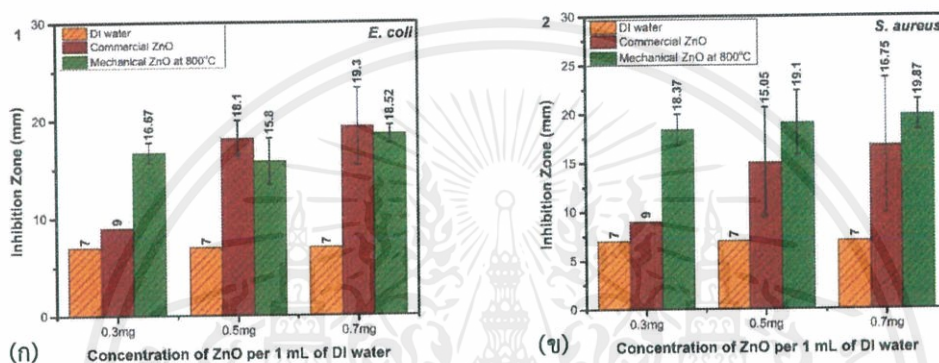 1
E. coli
DI water
Commercial ZnO
Mechanical ZnO at 800°C
Inhibition Zone (mm)
30
20
10
0
7
9
16.67
7
18.1
15.8
7
19.3
18.52
0.3mg
0.5mg
0.7mg
(ก)
Concentration of ZnO per 1 mL of DI water
2
S. aureus
DI water
Commercial ZnO
Mechanical ZnO at 800°C
Inhibition Zone (mm)
30
25
20
15
10
5
0
7
9
18.37
7
15.05
19.1
7
16.75
19.87
0.3mg
0.5mg
0.7mg
(ข)
Concentration of ZnO per 1 mL of DI water